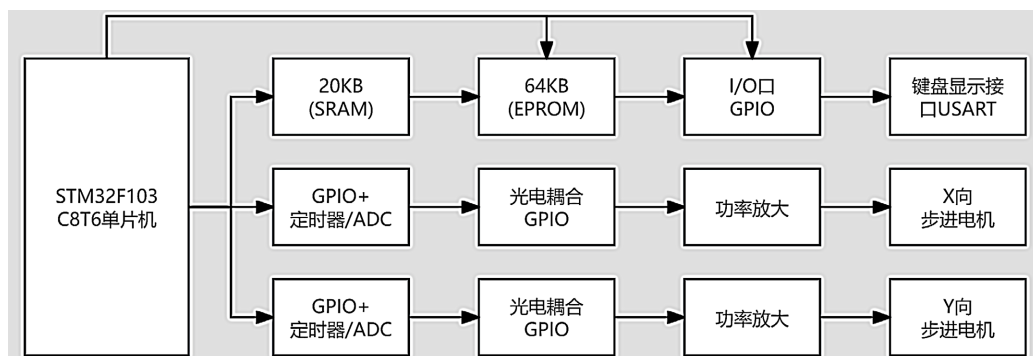 STM32F103
C8T6单片机
20KB
(SRAM)
64KB
(EPROM)
I/O口
GPIO
键盘显示接
口USART
GPIO+
定时器/ADC
光电耦合
GPIO
功率放大
X向
步进电机
GPIO+
定时器/ADC
光电耦合
GPIO
功率放大
Y向
步进电机